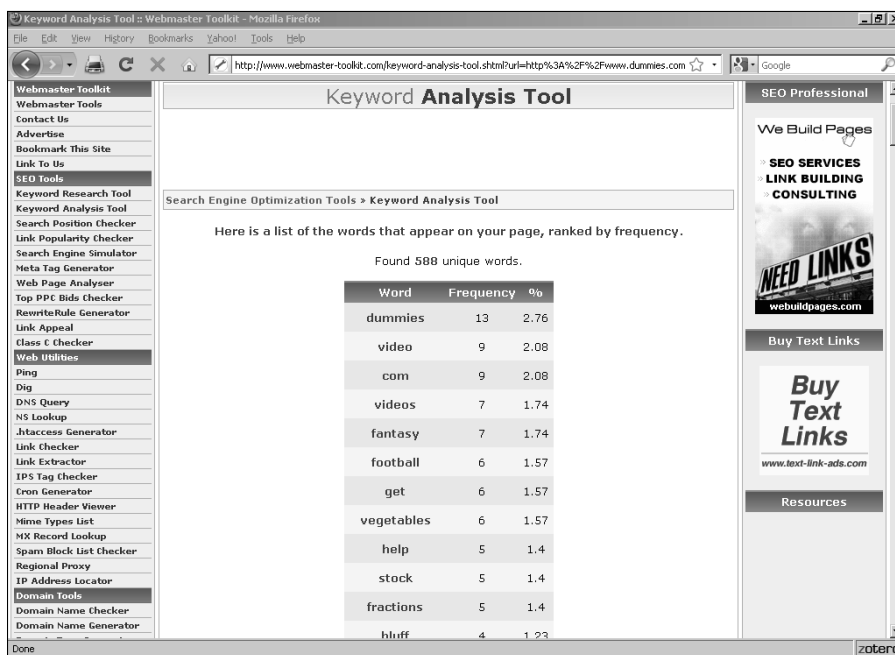 Keyword Analysis Tool :: Webmaster Toolkit - Mozilla Firefox
File Edit View History Bookmarks Yahoo! Tools Help
http://www.webmaster-toolkit.com/keyword-analysis-tool.shtml?url=http%3A%2F%2Fwww.dummies.com
Google
Webmaster Toolkit
Webmaster Tools
Contact Us
Advertise
Bookmark This Site
Link To Us
SEO Tools
Keyword Research Tool
Keyword Analysis Tool
Search Position Checker
Link Popularity Checker
Search Engine Simulator
Meta Tag Generator
Web Page Analyser
Top PPC Bids Checker
RewriteRule Generator
Link Appeal
Class C Checker
Web Utilities
Ping
Dig
DNS Query
NS Lookup
.htaccess Generator
Link Checker
Link Extractor
IPS Tag Checker
Cron Generator
HTTP Header Viewer
Mime Types List
MX Record Lookup
Spam Block List Checker
Regional Proxy
IP Address Locator
Domain Tools
Domain Name Checker
Domain Name Generator
Keyword Analysis Tool
Search Engine Optimization Tools » Keyword Analysis Tool
Here is a list of the words that appear on your page, ranked by frequency.
Found 588 unique words.
Word Frequency %
dummies 13 2.76
video 9 2.08
com 9 2.08
videos 7 1.74
fantasy 7 1.74
football 6 1.57
get 6 1.57
vegetables 6 1.57
help 5 1.4
stock 5 1.4
fractions 5 1.4
bluff 4 1.23
SEO Professional
We Build Pages
SEO SERVICES
LINK BUILDING
CONSULTING
NEED LINKS
webuildpages.com
Buy Text Links
Buy
Text
Links
www.text-link-ads.com
Resources
Done